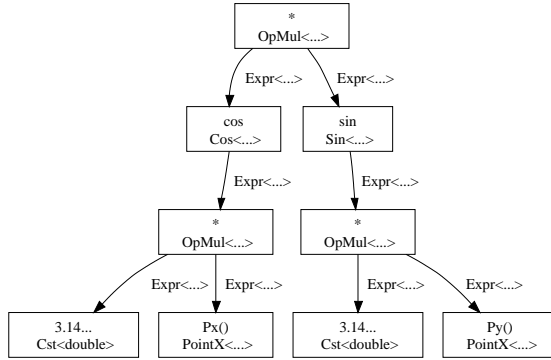 *
OpMul<...>
Expr<...> Expr<...>
cos sin
Cos<...> Sin<...>
Expr<...> Expr<...>
* *
OpMul<...> OpMul<...>
Expr<...> Expr<...> Expr<...> Expr<...>
3.14... Px() 3.14... Py()
Cst<double> PointX<...> Cst<double> PointY<...>